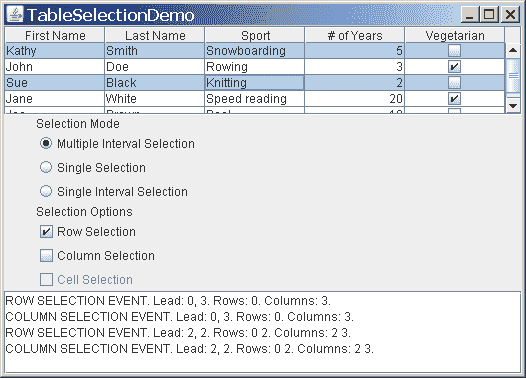 TableSelectionDemo
First Name Last Name Sport # of Years Vegetarian
Kathy Smith Snowboarding 5
John Doe Rowing 3
Sue Black Knitting 2
Jane White Speed reading 20
Selection Mode
Multiple Interval Selection
Single Selection
Single Interval Selection
Selection Options
Row Selection
Column Selection
Cell Selection
ROW SELECTION EVENT. Lead: 0, 3. Rows: 0. Columns: 3.
COLUMN SELECTION EVENT. Lead: 0, 3. Rows: 0. Columns: 3.
ROW SELECTION EVENT. Lead: 2, 2. Rows: 0 2. Columns: 2 3.
COLUMN SELECTION EVENT. Lead: 2, 2. Rows: 0 2. Columns: 2 3.